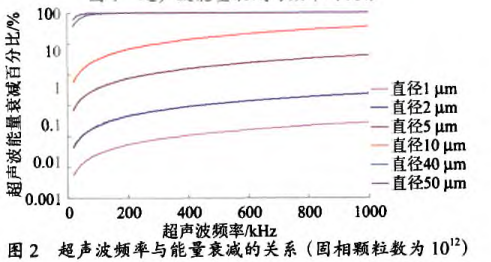 超声波能量衰减百分比/%
100
10
1
0.1
0.01
0.001
0
200
400
600
800
1000
超声波频率/kHz
直径1 μm
直径2 μm
直径5 μm
直径10 μm
直径40 μm
直径50 μm
图 2 超声波频率与能量衰减的关系 (固相颗粒数为 10¹²)